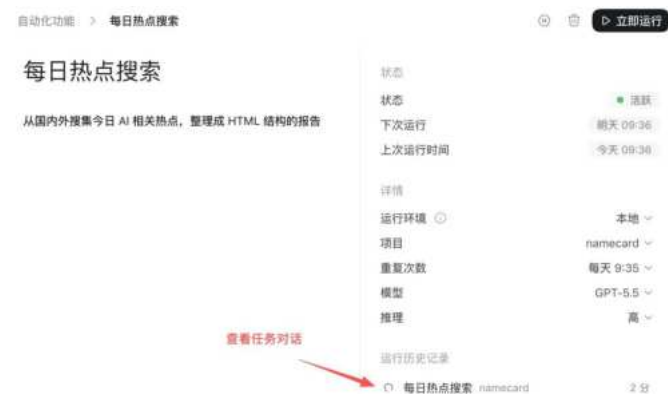 自动化功能 > 每日热点搜索
立即运行
每日热点搜索
从国内外搜集今日 AI 相关热点，整理成 HTML 结构的报告
状态
状态 活跃
下次运行 明天 09:36
上次运行时间 今天 09:36
详情
运行环境 本地
项目 namecard
重复次数 每天 9:35
模型 GPT-5.5
推理 高
查看任务对话
运行历史记录
每日热点搜索 namecard 2 分